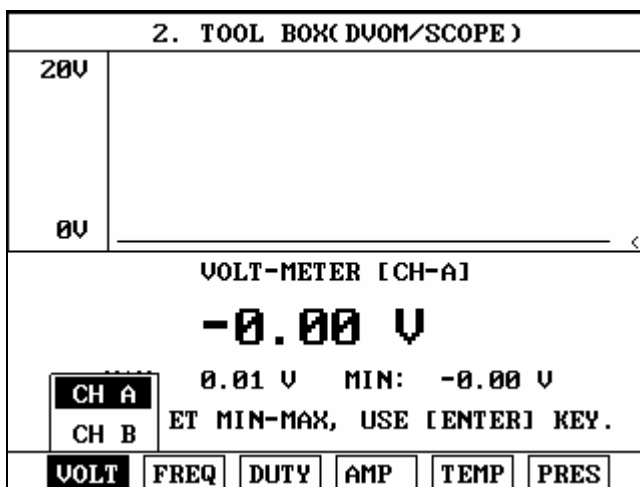 2. TOOL BOX(DVOM/SCOPE)
20V
0V
VOLT-METER [CH-A]
-0.00 V
0.01 V MIN: -0.00 V
CH A
ET MIN-MAX, USE [ENTER] KEY.
CH B
VOLT FREQ DUTY AMP TEMP PRES